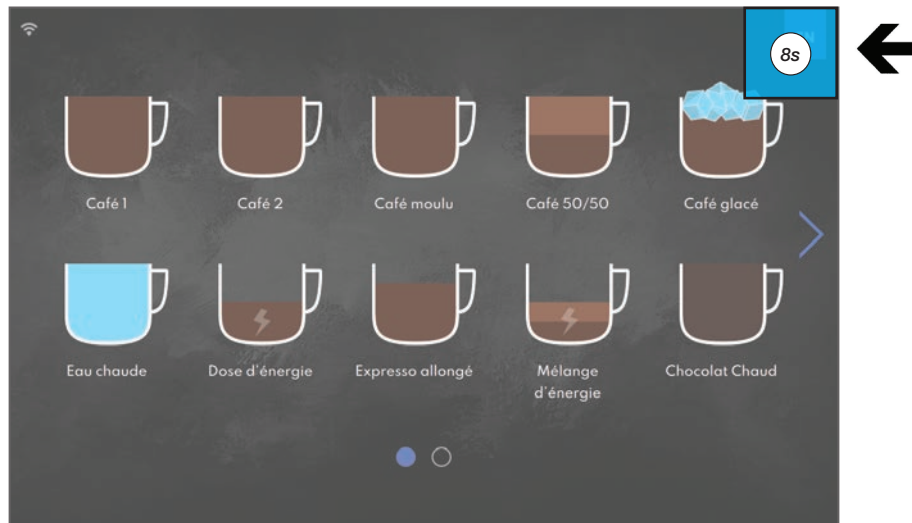 8s
Café 1
Café 2
Café moulu
Café 50/50
Café glacé
Eau chaude
Dose d'énergie
Expresso allongé
Mélange
d'énergie
Chocolat Chaud